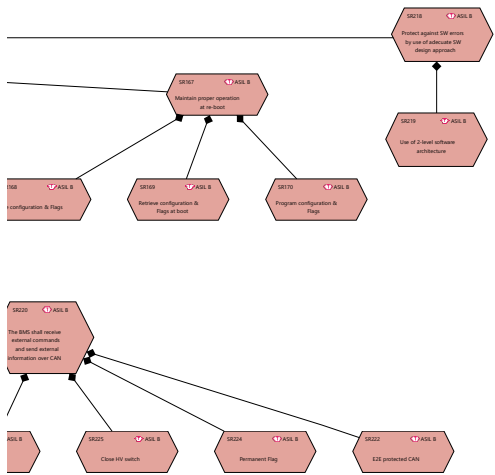 SR218 ASIL B
Protect against SW errors
by use of adequate SW
design approach
SR167 ASIL B
Maintain proper operation
at re-boot
SR219 ASIL B
Use of 2-level software
architecture
168 ASIL B
configuration & Flags
SR169 ASIL B
Retrieve configuration &
Flags at boot
SR170 ASIL B
Program configuration &
Flags
SR220 ASIL B
The BMS shall receive
external commands
and send external
information over CAN
ASIL B
SR225 ASIL B
Close HV switch
SR224 ASIL B
Permanent Flag
SR222 ASIL B
E2E protected CAN